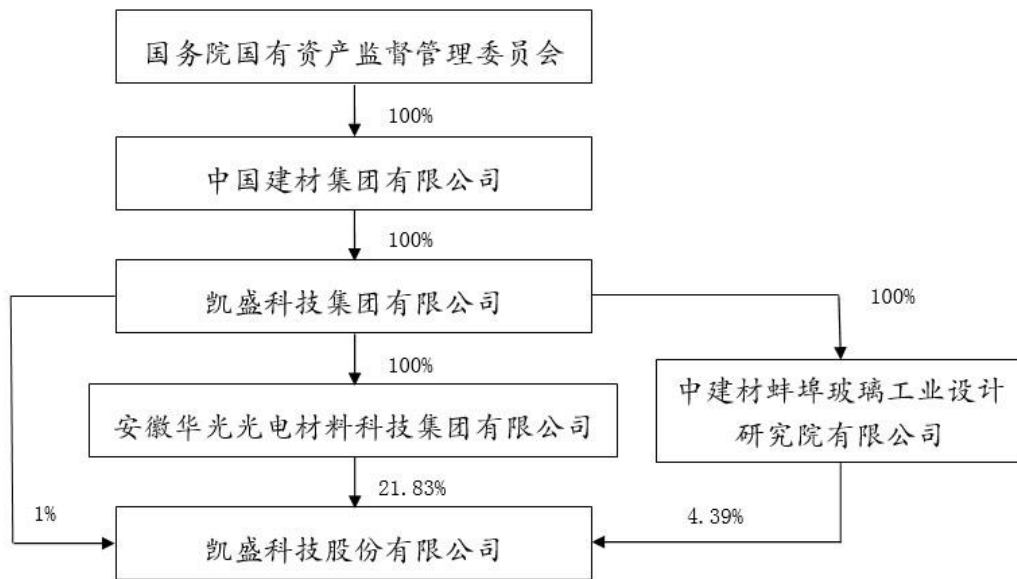 国务院国有资产监督管理委员会
100%
中国建材集团有限公司
100%
凯盛科技集团有限公司
100%
100%
安徽华光光电材料科技集团有限公司
中建材蚌埠玻璃工业设计
研究院有限公司
21.83%
1%
4.39%
凯盛科技股份有限公司